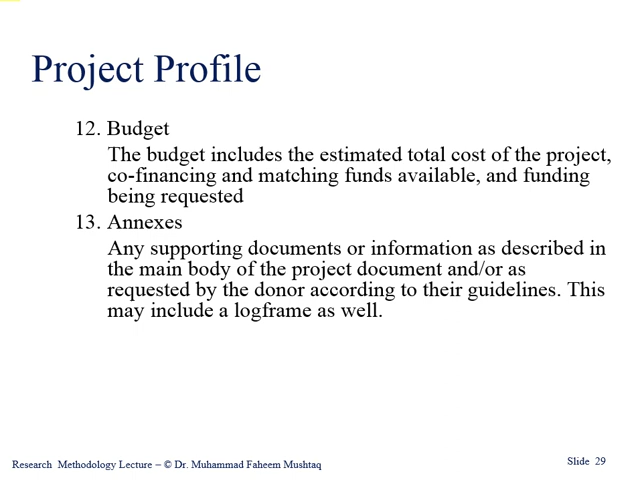 Project Profile
12. Budget
The budget includes the estimated total cost of the project,
co-financing and matching funds available, and funding
being requested
13. Annexes
Any supporting documents or information as described in
the main body of the project document and/or as
requested by the donor according to their guidelines. This
may include a logframe as well.
Research Methodology Lecture – © Dr. Muhammad Faheem Mushtaq
Slide 29